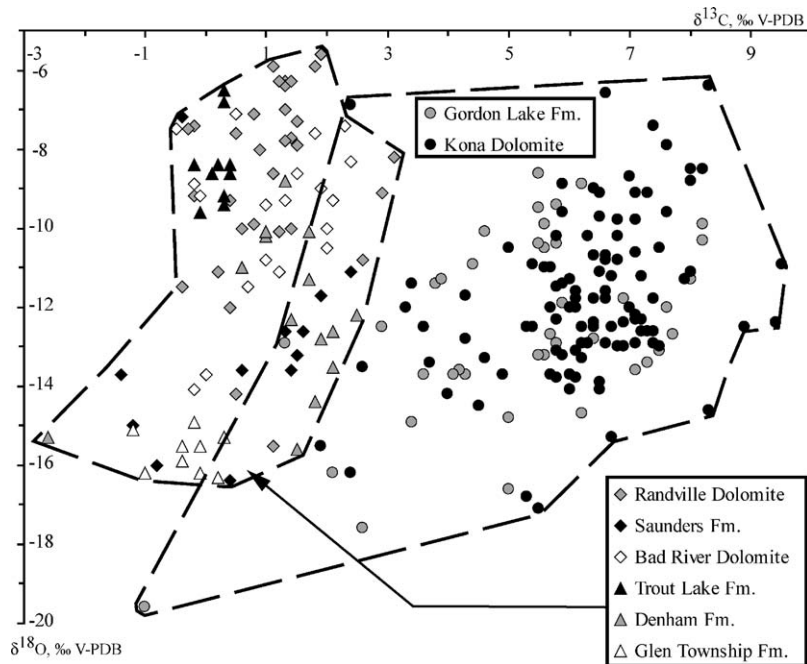 δ¹³C, ‰ V-PDB
-3 -1 1 3 5 7 9
-6
-8
-10
-12
-14
-16
-18
-20
Gordon Lake Fm.
Kona Dolomite
Randville Dolomite
Saunders Fm.
Bad River Dolomite
Trout Lake Fm.
Denham Fm.
Glen Township Fm.
δ¹⁸O, ‰ V-PDB